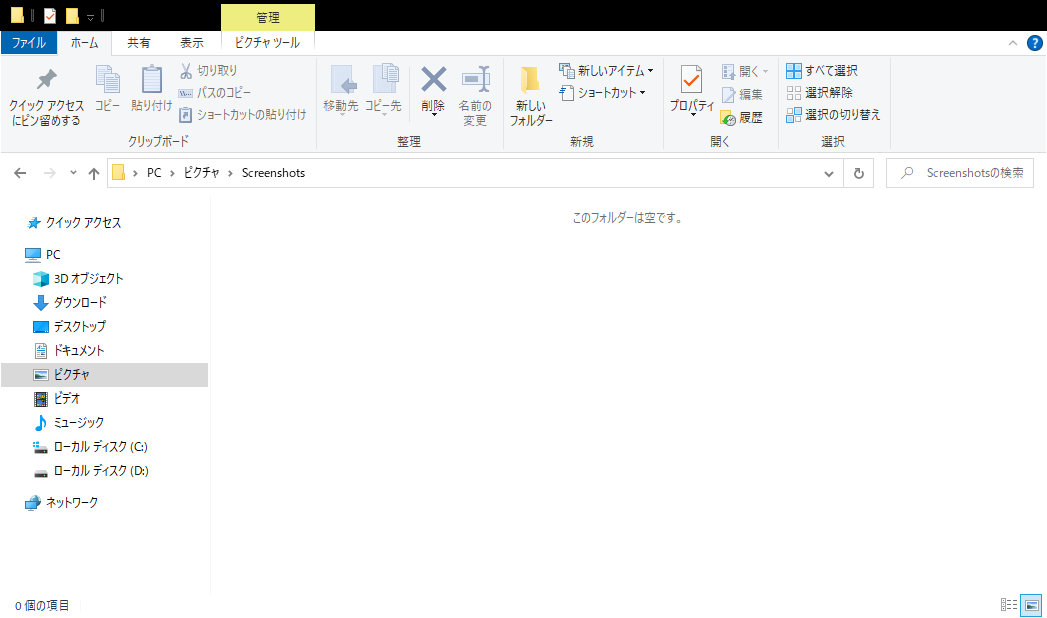 管理
ファイル
ホーム
共有
表示
ピクチャ ツール
クイック アクセス
にピン留めする
コピー
貼り付け
切り取り
パスのコピー
ショートカットの貼り付け
クリップボード
移動先
コピー先
削除
名前の
変更
整理
新しい
フォルダー
新しいアイテム
ショートカット
新規
プロパティ
開く
編集
履歴
開く
すべて選択
選択解除
選択の切り替え
選択
PC
ピクチャ
Screenshots
Screenshotsの検索
クイック アクセス
PC
3D オブジェクト
ダウンロード
デスクトップ
ドキュメント
ピクチャ
ビデオ
ミュージック
ローカル ディスク (C:)
ローカル ディスク (D:)
ネットワーク
このフォルダーは空です。
0 個の項目